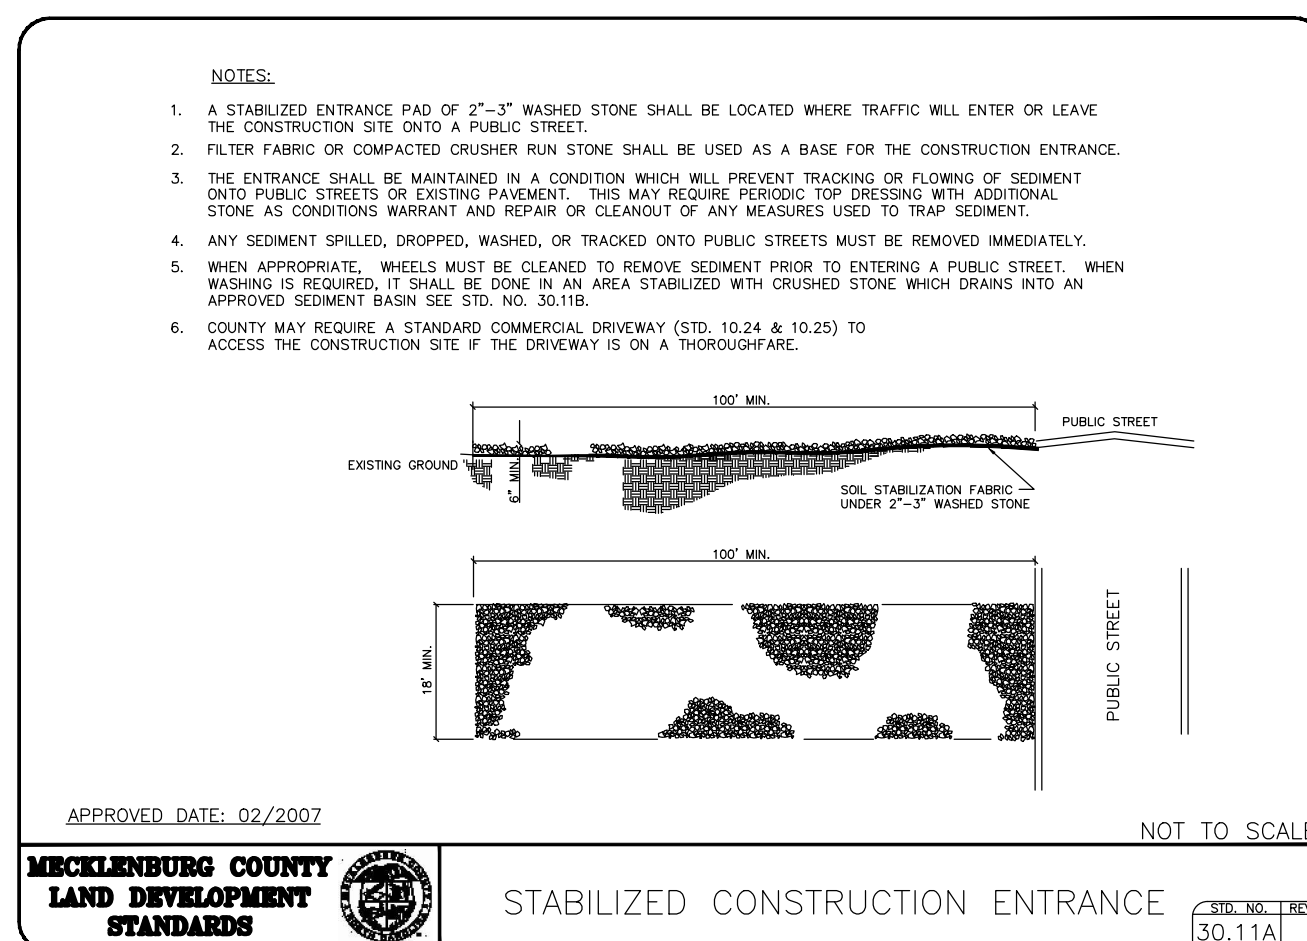 NOTES:
1. A STABILIZED ENTRANCE PAD OF 2"-3" WASHED STONE SHALL BE LOCATED WHERE TRAFFIC WILL ENTER OR LEAVE
THE CONSTRUCTION SITE ONTO A PUBLIC STREET.
2. FILTER FABRIC OR COMPACTED CRUSHER RUN STONE SHALL BE USED AS A BASE FOR THE CONSTRUCTION ENTRANCE.
3. THE ENTRANCE SHALL BE MAINTAINED IN A CONDITION WHICH WILL PREVENT TRACKING OR FLOWING OF SEDIMENT
ONTO PUBLIC STREETS OR EXISTING PAVEMENT. THIS MAY REQUIRE PERIODIC TOP DRESSING WITH ADDITIONAL
STONE AS CONDITIONS WARRANT AND REPAIR OR CLEANOUT OF ANY MEASURES USED TO TRAP SEDIMENT.
4. ANY SEDIMENT SPILLED, DROPPED, WASHED, OR TRACKED ONTO PUBLIC STREETS MUST BE REMOVED IMMEDIATELY.
5. WHEN APPROPRIATE, WHEELS MUST BE CLEANED TO REMOVE SEDIMENT PRIOR TO ENTERING A PUBLIC STREET. WHEN
WASHING IS REQUIRED, IT SHALL BE DONE IN AN AREA STABILIZED WITH CRUSHED STONE WHICH DRAINS INTO AN
APPROVED SEDIMENT BASIN SEE STD. NO. 30.11B.
6. COUNTY MAY REQUIRE A STANDARD COMMERCIAL DRIVEWAY (STD. 10.24 & 10.25) TO
ACCESS THE CONSTRUCTION SITE IF THE DRIVEWAY IS ON A THOROUGHFARE.
100' MIN.
PUBLIC STREET
EXISTING GROUND
6" MIN.
SOIL STABILIZATION FABRIC
UNDER 2"-3" WASHED STONE
100' MIN.
18' MIN.
PUBLIC STREET
APPROVED DATE: 02/2007
NOT TO SCALE
MECKLENBURG COUNTY
LAND DEVELOPMENT
STANDARDS
STABILIZED CONSTRUCTION ENTRANCE
STD. NO. REV
30.11A